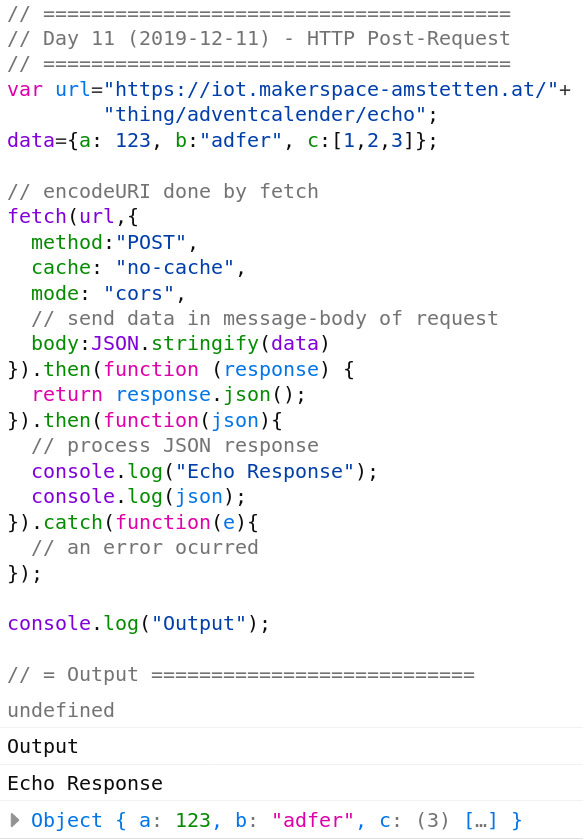 // =======================================
// Day 11 (2019-12-11) - HTTP Post-Request
// =======================================
var url="https://iot.makerspace-amstetten.at/"+
        "thing/adventcalender/echo";
data={a: 123, b:"adfer", c:[1,2,3]};

// encodeURI done by fetch
fetch(url,{
  method:"POST",
  cache: "no-cache",
  mode: "cors",
  // send data in message-body of request
  body:JSON.stringify(data)
}).then(function (response) {
  return response.json();
}).then(function(json){
  // process JSON response
  console.log("Echo Response");
  console.log(json);
}).catch(function(e){
  // an error ocurred
});

console.log("Output");

// = Output ===========================
undefined
Output
Echo Response
Object { a: 123, b: "adfer", c: (3) […] }